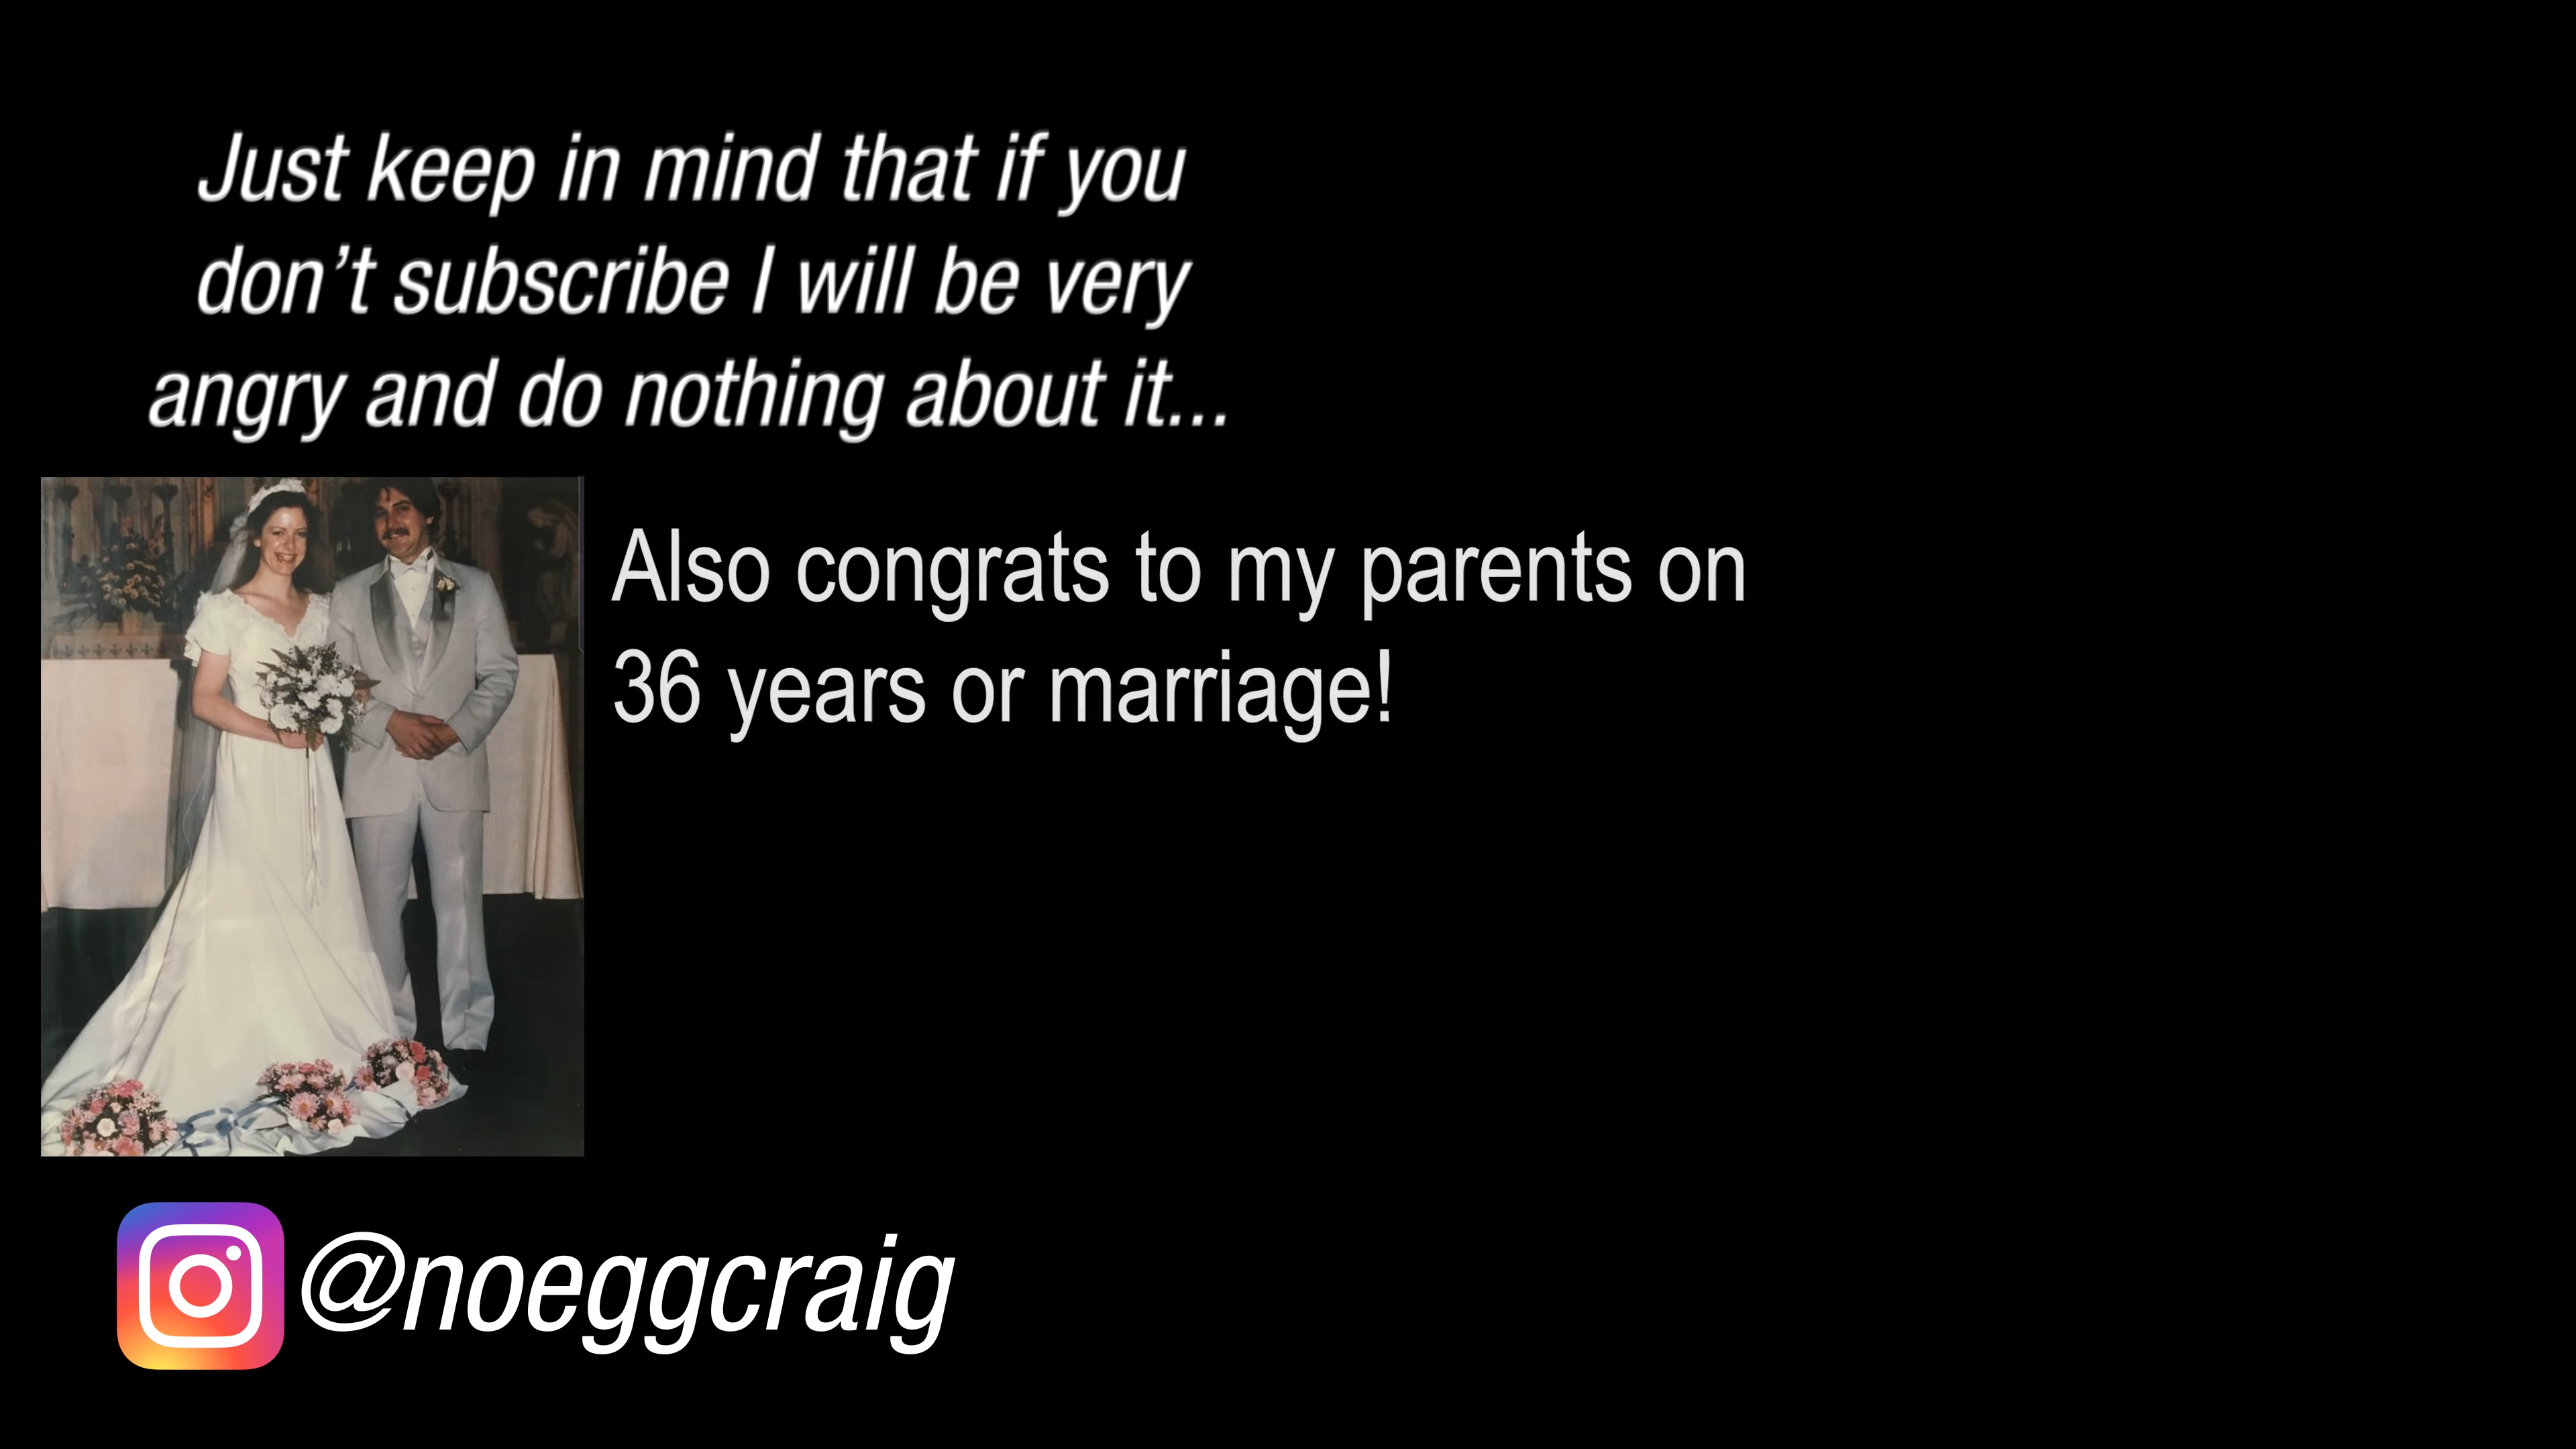 Just keep in mind that if you
don’t subscribe I will be very
angry and do nothing about it...
Also congrats to my parents on
36 years or marriage!
@noeggcraig